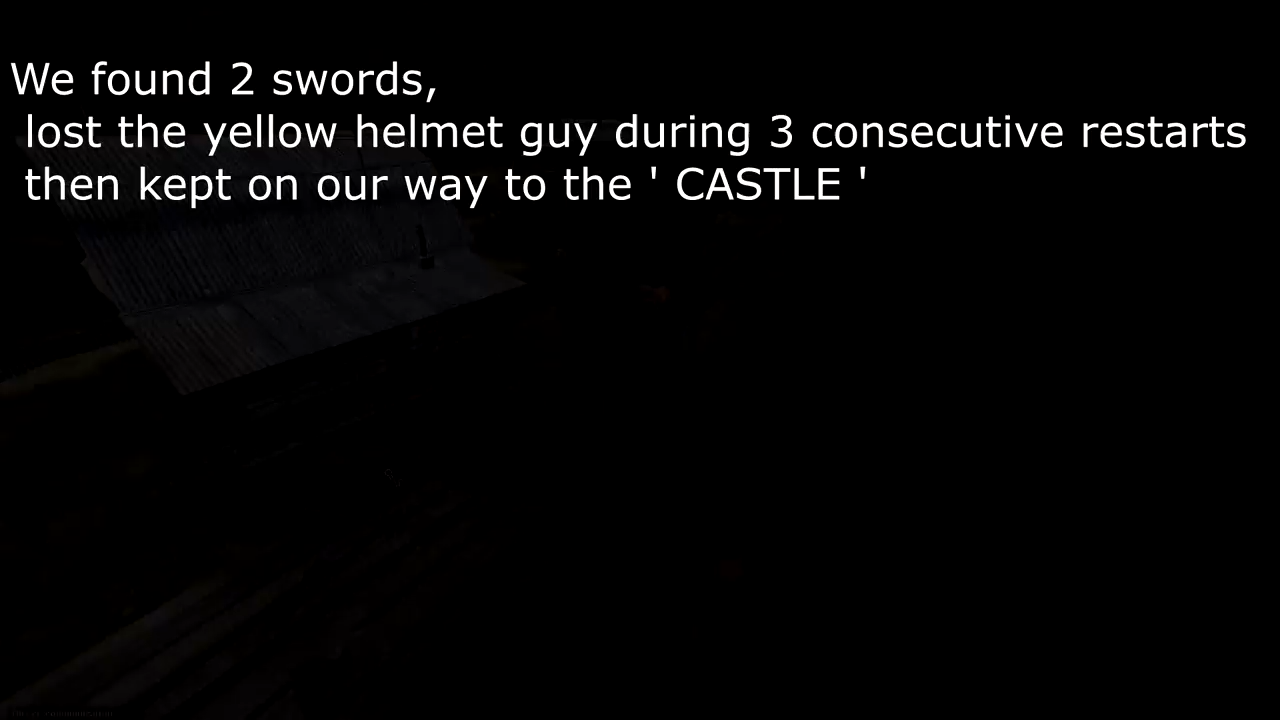 We found 2 swords,
lost the yellow helmet guy during 3 consecutive restarts
then kept on our way to the ' CASTLE '